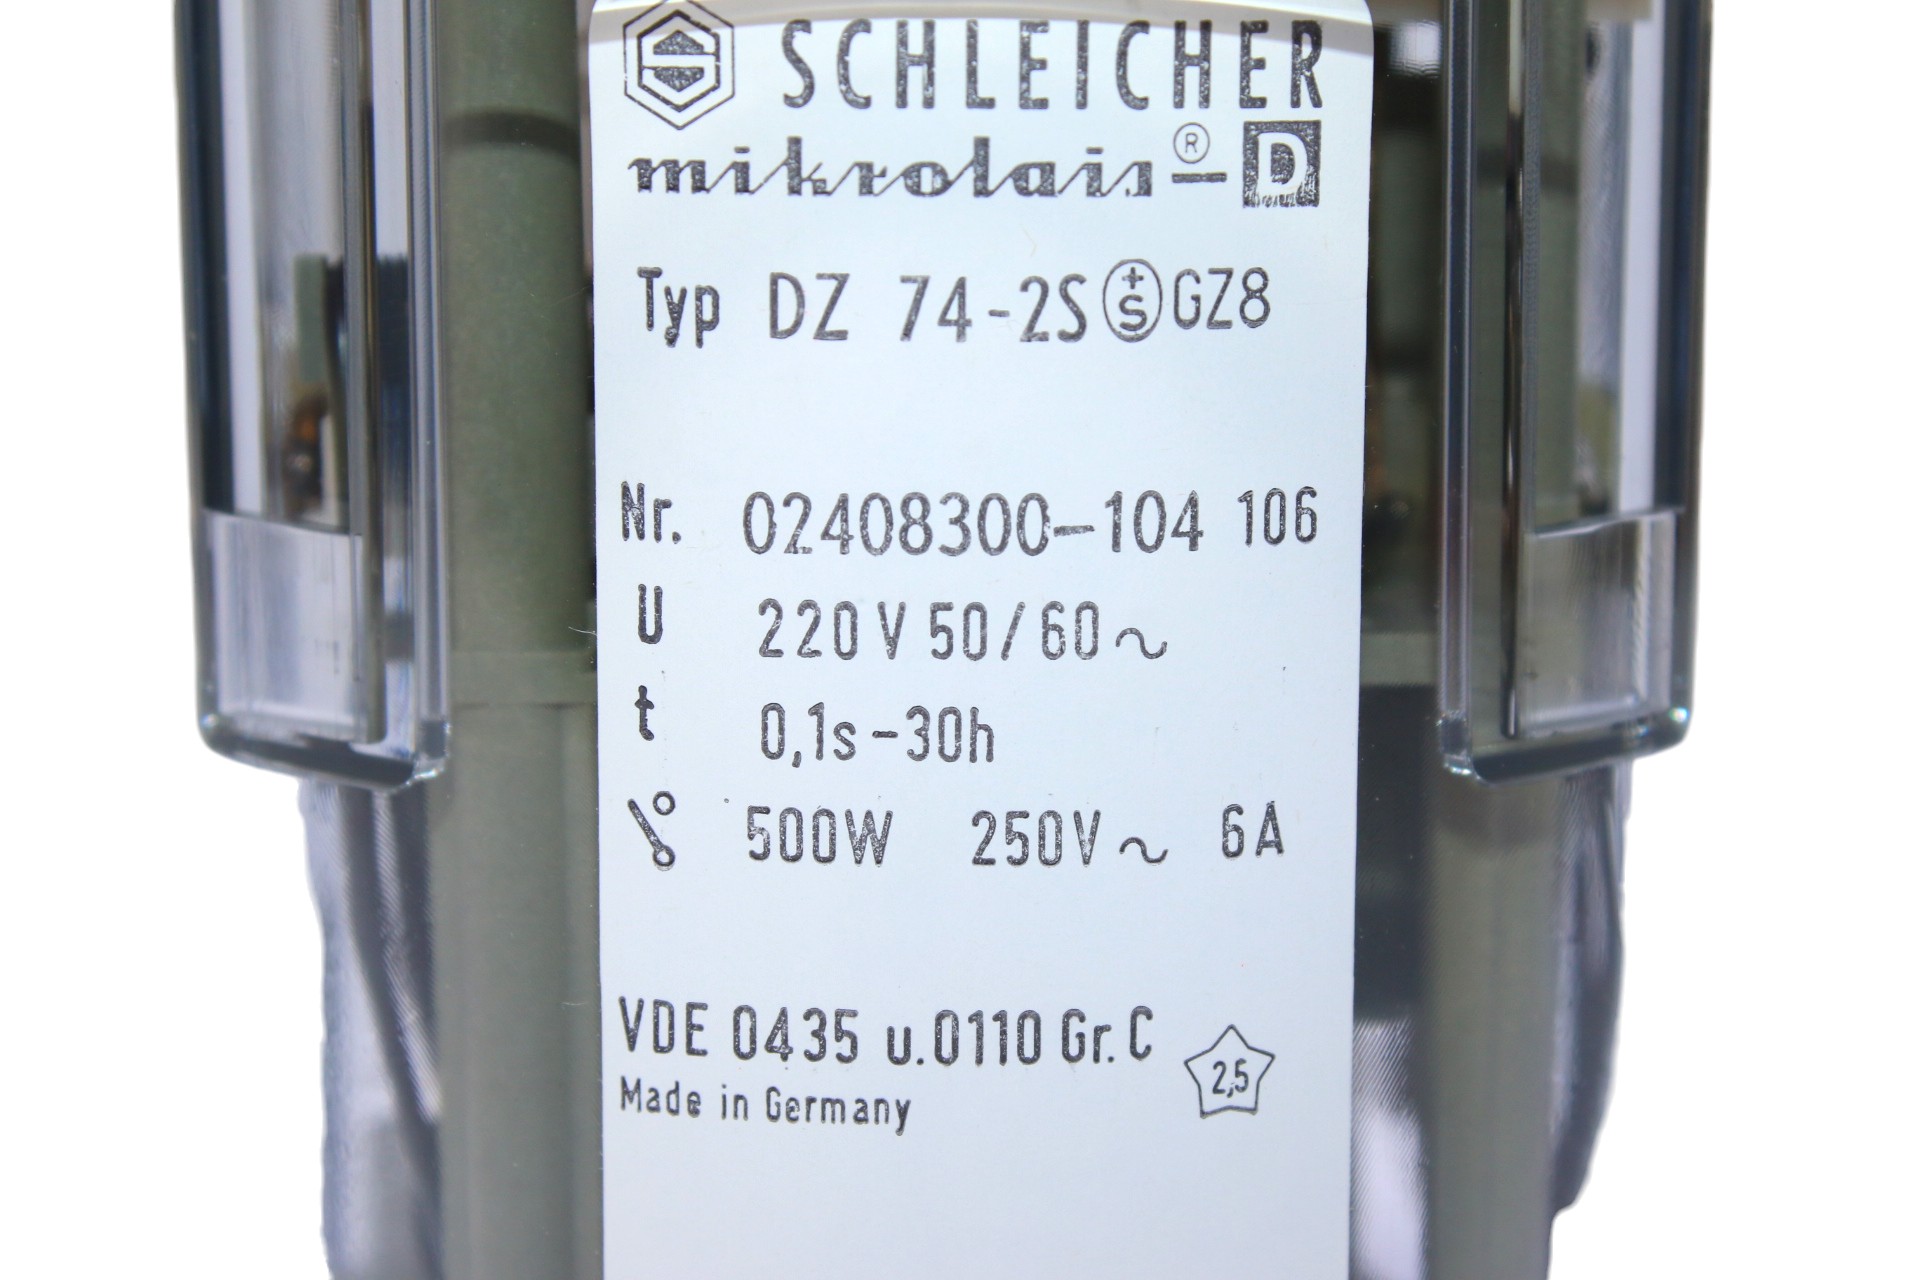 S SCHLEICHER
mikrolais ® - D
Typ DZ 74-2S +S GZ8
Nr. 02408300-104 106
U 220V 50/60~
t 0,1s-30h
500W 250V~ 6A
VDE 0435 u.0110 Gr.C
2,5
Made in Germany